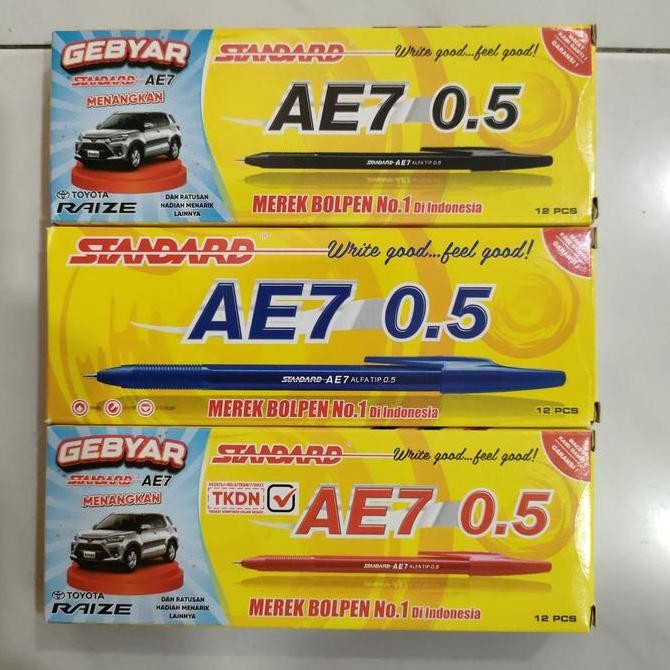 GEBYAR
STANDARD AE7
MENANGKAN
TOYOTA
RAIZE
DAN RATUSAN
HADIAH MENARIK
LAINNYA
STANDARD
Write good...feel good!
GARANSI!
AE7 0.5
STANDARD AE7 ALFATIP 0.5
MEREK BOLPEN No.1 Di Indonesia
12 PCS
STANDARD
Write good...feel good!
GARANSI
AE7 0.5
STANDARD AE7 ALFATIP 0.5
MEREK BOLPEN No.1 Di Indonesia
12 PCS
GEBYAR
STANDARD AE7
MENANGKAN
TOYOTA
RAIZE
DAN RATUSAN
HADIAH MENARIK
LAINNYA
STANDARD
Write good...feel good!
GARANSI
TKDN
AE7 0.5
STANDARD AE7 ALFATIP 0.5
MEREK BOLPEN No.1 Di Indonesia
12 PCS